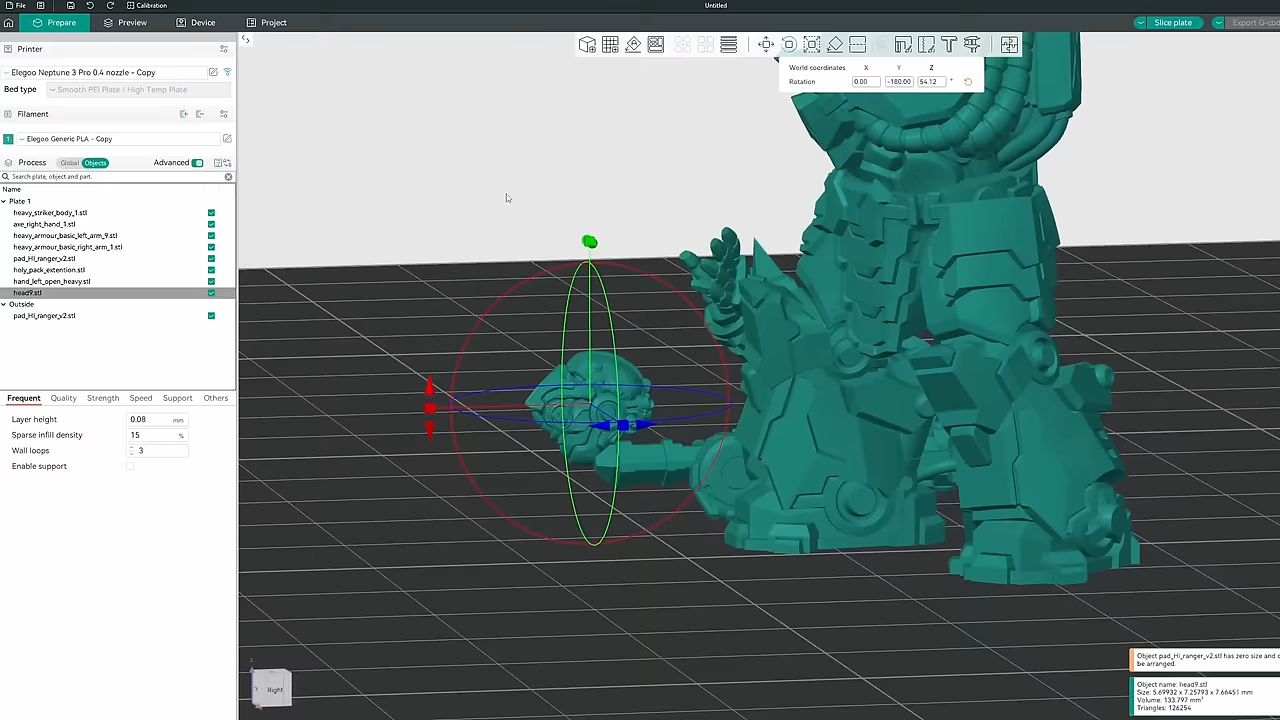 File
Calibration
Untitled
Prepare
Preview
Device
Project
Slice plate
Export G-co
Printer
Elegoo Neptune 3 Pro 0.4 nozzle - Copy
Bed type
Smooth PEI Plate / High Temp Plate
Filament
1
Elegoo Generic PLA - Copy
Process
Global
Objects
Advanced
Search plate, object and part.
Name
Plate 1
heavy_striker_body_1.stl
axe_right_hand_1.stl
heavy_armour_basic_left_arm_9.stl
heavy_armour_basic_right_arm_1.stl
pad_HI_ranger_v2.stl
holy_pack_extention.stl
hand_left_open_heavy.stl
head9.stl
Outside
pad_HI_ranger_v2.stl
Frequent Quality Strength Speed Support Others
Layer height 0.08 mm
Sparse infill density 15 %
Wall loops 3
Enable support
World coordinates X Y Z
Rotation 0.00 -180.00 54.12 °
Right
Object pad_HI_ranger_v2.stl has zero size and c
be arranged.
Object name: head9.stl
Size: 5.69932 x 7.25793 x 7.66451 mm
Volume: 133.797 mm³
Triangles: 126254